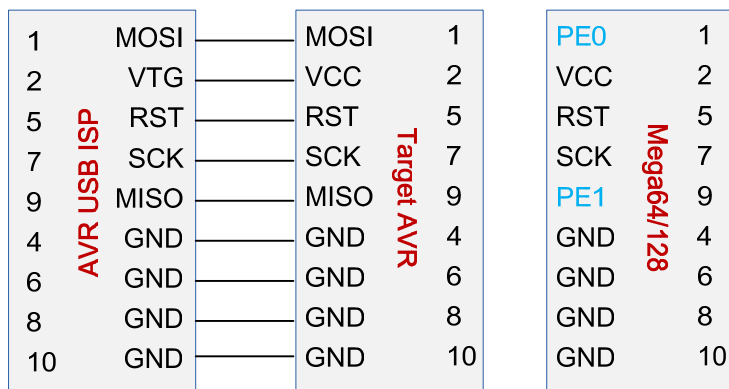 1 MOSI MOSI 1 PE0 1
2 VTG VCC 2 VCC 2
5 RST RST 5 RST 5
7 SCK SCK 7 SCK 7
9 MISO MISO 9 PE1 9
4 GND GND 4 GND 4
6 GND GND 6 GND 6
8 GND GND 8 GND 8
10 GND GND 10 GND 10
AVR USB ISP
Target AVR
Mega64/128